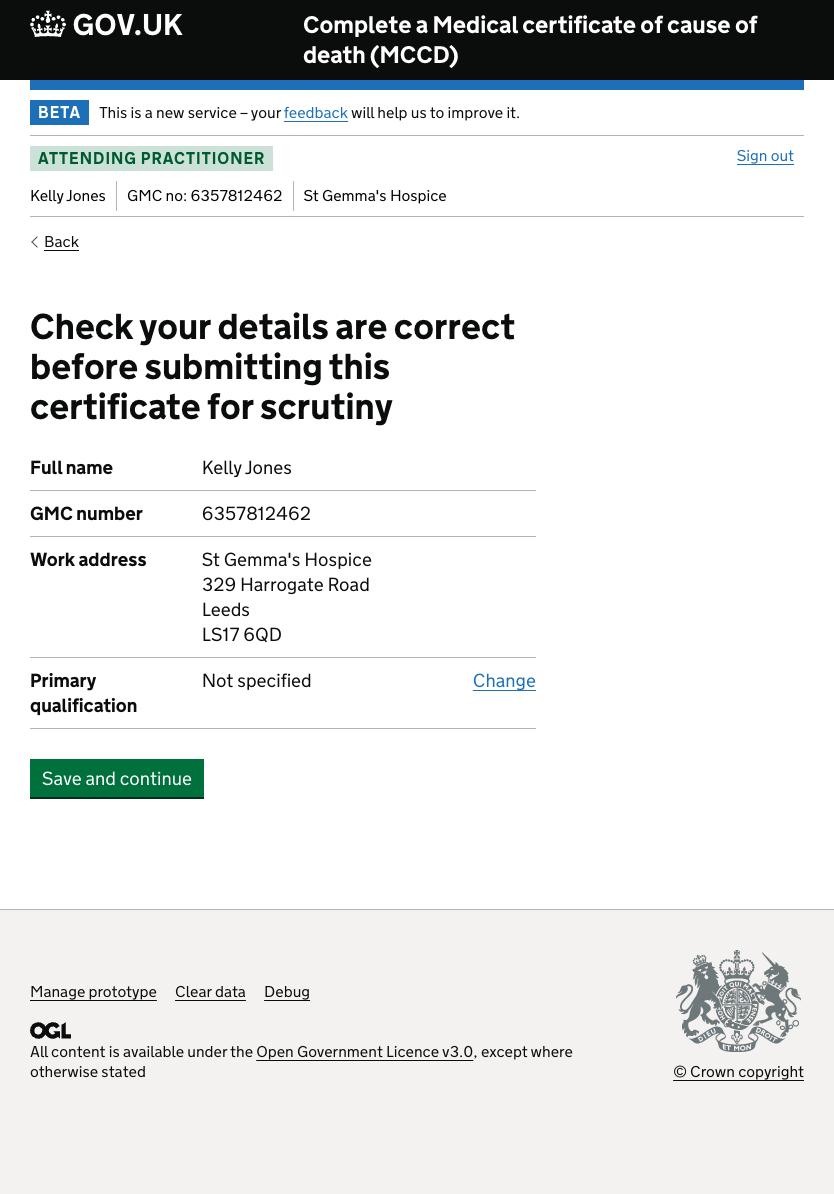 GOV.UK
Complete a Medical certificate of cause of
death (MCCD)
BETA This is a new service – your feedback will help us to improve it.
ATTENDING PRACTITIONER
Sign out
Kelly Jones GMC no: 6357812462 St Gemma's Hospice
Back
Check your details are correct
before submitting this
certificate for scrutiny
Full name Kelly Jones
GMC number 6357812462
Work address St Gemma's Hospice
329 Harrogate Road
Leeds
LS17 6QD
Primary Not specified Change
qualification
Save and continue
Manage prototype Clear data Debug
OGL
All content is available under the Open Government Licence v3.0, except where
otherwise stated
DIEU ET MON DROIT
© Crown copyright